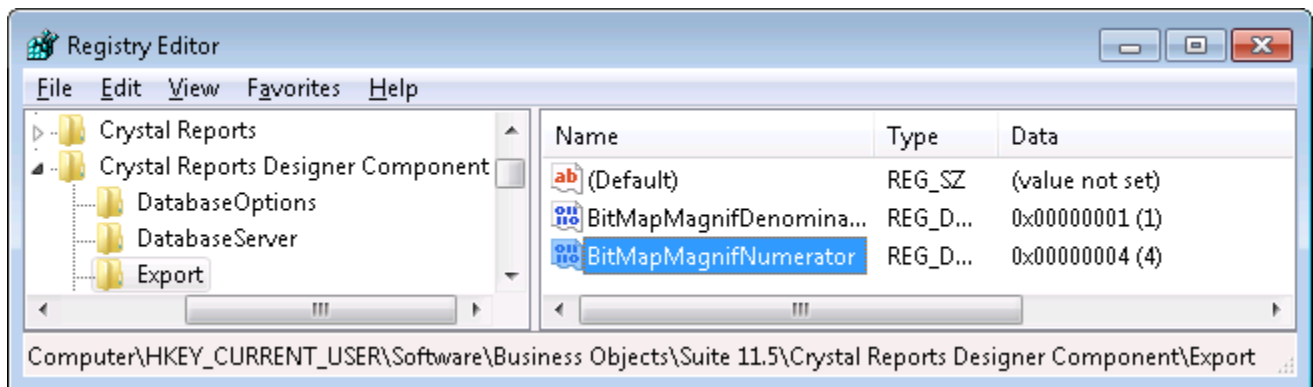 Registry Editor
File Edit View Favorites Help
Crystal Reports
Crystal Reports Designer Component
DatabaseOptions
DatabaseServer
Export
Name Type Data
(Default) REG_SZ (value not set)
BitMapMagnifDenomina... REG_D... 0x00000001 (1)
BitMapMagnifNumerator REG_D... 0x00000004 (4)
Computer\HKEY_CURRENT_USER\Software\Business Objects\Suite 11.5\Crystal Reports Designer Component\Export